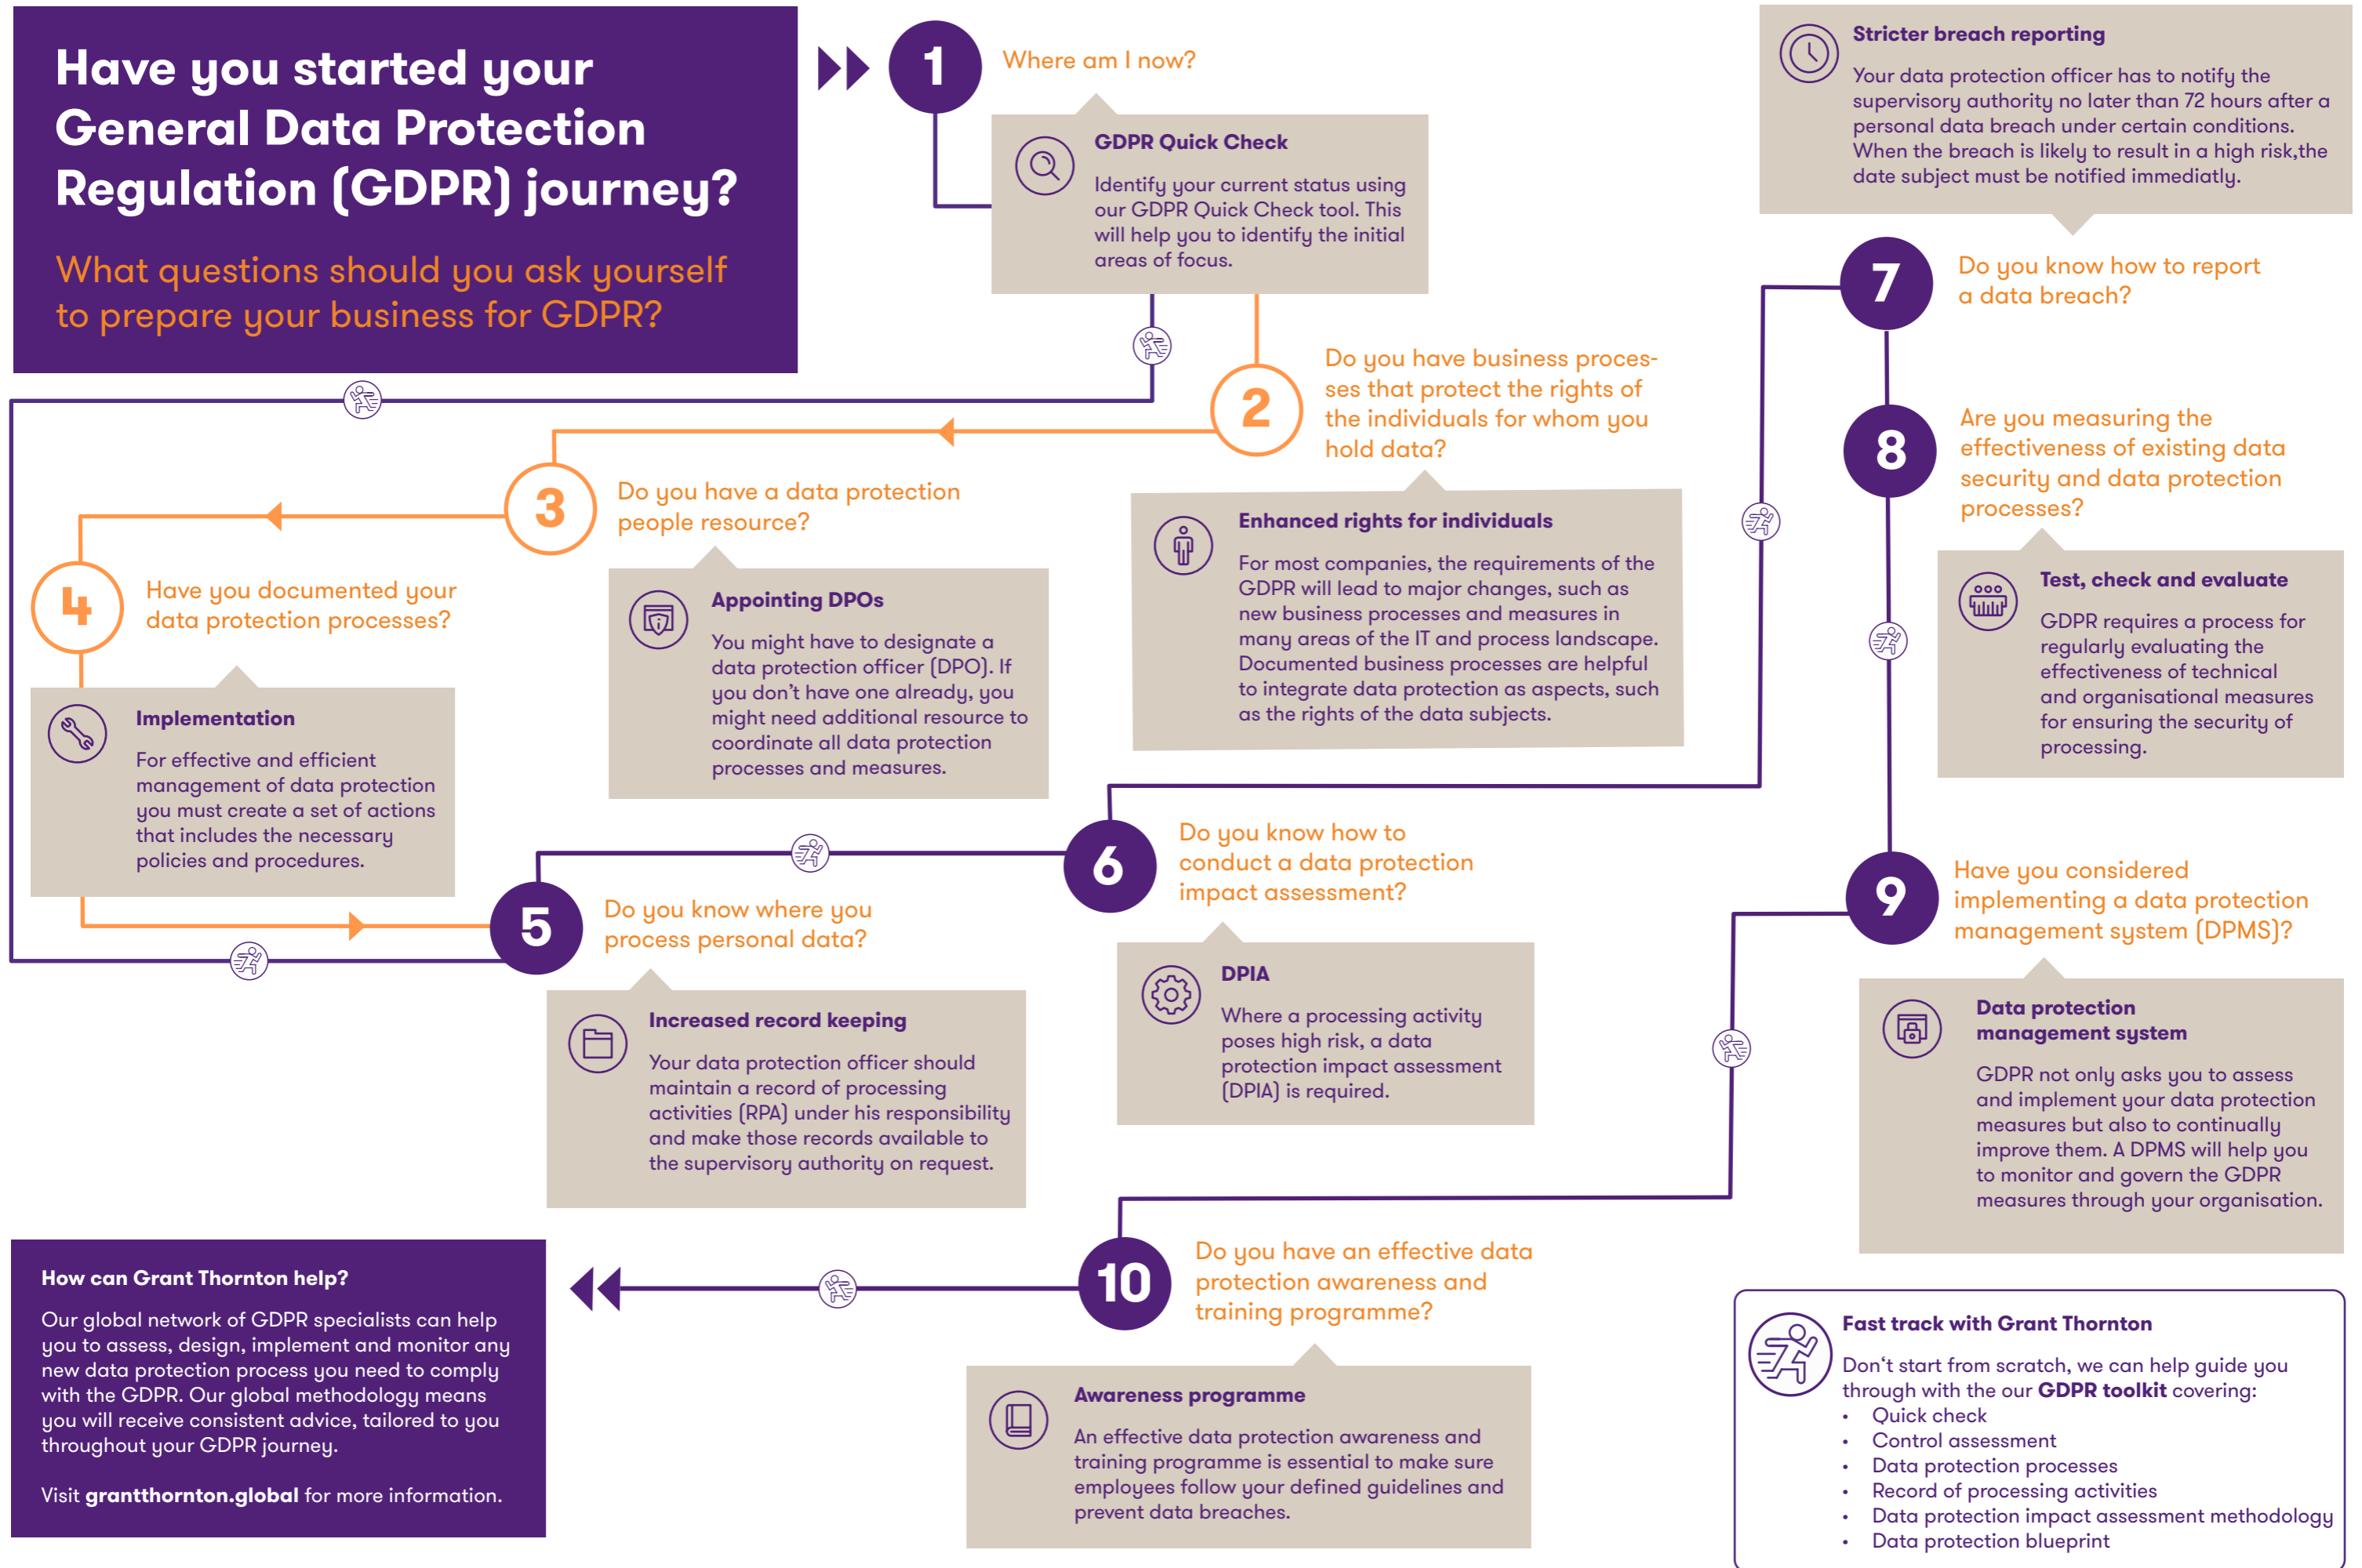 Have you started your
General Data Protection
Regulation (GDPR) journey?
What questions should you ask yourself
to prepare your business for GDPR?
1
Where am I now?
GDPR Quick Check
Identify your current status using
our GDPR Quick Check tool. This
will help you to identify the initial
areas of focus.
2
Do you have business proces-
ses that protect the rights of
the individuals for whom you
hold data?
Enhanced rights for individuals
For most companies, the requirements of the
GDPR will lead to major changes, such as
new business processes and measures in
many areas of the IT and process landscape.
Documented business processes are helpful
to integrate data protection as aspects, such
as the rights of the data subjects.
3
Do you have a data protection
people resource?
Appointing DPOs
You might have to designate a
data protection officer (DPO). If
you don't have one already, you
might need additional resource to
coordinate all data protection
processes and measures.
4
Have you documented your
data protection processes?
Implementation
For effective and efficient
management of data protection
you must create a set of actions
that includes the necessary
policies and procedures.
5
Do you know where you
process personal data?
Increased record keeping
Your data protection officer should
maintain a record of processing
activities (RPA) under his responsibility
and make those records available to
the supervisory authority on request.
6
Do you know how to
conduct a data protection
impact assessment?
DPIA
Where a processing activity
poses high risk, a data
protection impact assessment
(DPIA) is required.
Stricter breach reporting
Your data protection officer has to notify the
supervisory authority no later than 72 hours after a
personal data breach under certain conditions.
When the breach is likely to result in a high risk,the
date subject must be notified immediatly.
7
Do you know how to report
a data breach?
8
Are you measuring the
effectiveness of existing data
security and data protection
processes?
Test, check and evaluate
GDPR requires a process for
regularly evaluating the
effectiveness of technical
and organisational measures
for ensuring the security of
processing.
9
Have you considered
implementing a data protection
management system (DPMS)?
Data protection
management system
GDPR not only asks you to assess
and implement your data protection
measures but also to continually
improve them. A DPMS will help you
to monitor and govern the GDPR
measures through your organisation.
10
Do you have an effective data
protection awareness and
training programme?
Awareness programme
An effective data protection awareness and
training programme is essential to make sure
employees follow your defined guidelines and
prevent data breaches.
How can Grant Thornton help?
Our global network of GDPR specialists can help
you to assess, design, implement and monitor any
new data protection process you need to comply
with the GDPR. Our global methodology means
you will receive consistent advice, tailored to you
throughout your GDPR journey.
Visit grantthornton.global for more information.
Fast track with Grant Thornton
Don‘t start from scratch, we can help guide you
through with the our GDPR toolkit covering:
• Quick check
• Control assessment
• Data protection processes
• Record of processing activities
• Data protection impact assessment methodology
• Data protection blueprint